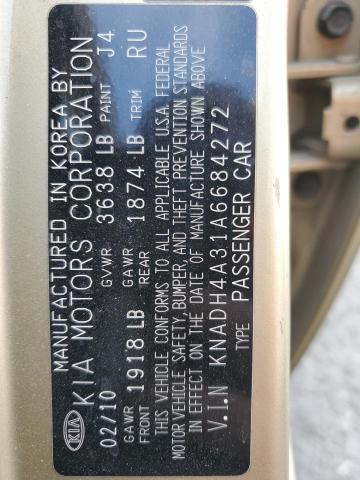 MANUFACTURED IN KOREA BY
KIA KIA MOTORS CORPORATION
02/10 GVWR 3638 LB PAINT J4
GAWR FRONT 1918 LB GAWR REAR 1874 LB TRIM RU
THIS VEHICLE CONFORMS TO ALL APPLICABLE U.S.A. FEDERAL
MOTOR VEHICLE SAFETY, BUMPER, AND THEFT PREVENTION STANDARDS
IN EFFECT ON THE DATE OF MANUFACTURE SHOWN ABOVE
V.I.N KNADH4A31A6684272
TYPE PASSENGER CAR